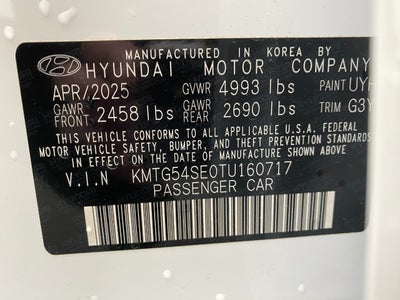 MANUFACTURED IN KOREA BY
HYUNDAI MOTOR COMPANY
APR/2025 GVWR 4993 lbs PAINT UYH
GAWR FRONT 2458 lbs GAWR REAR 2690 lbs TRIM G3Y
THIS VEHICLE CONFORMS TO ALL APPLICABLE U.S.A. FEDERAL
MOTOR VEHICLE SAFETY, BUMPER, AND THEFT PREVENTION STANDARDS
IN EFFECT ON THE DATE OF MANUFACTURE SHOWN ABOVE.
V.I.N KMTG54SE0TU160717
PASSENGER CAR